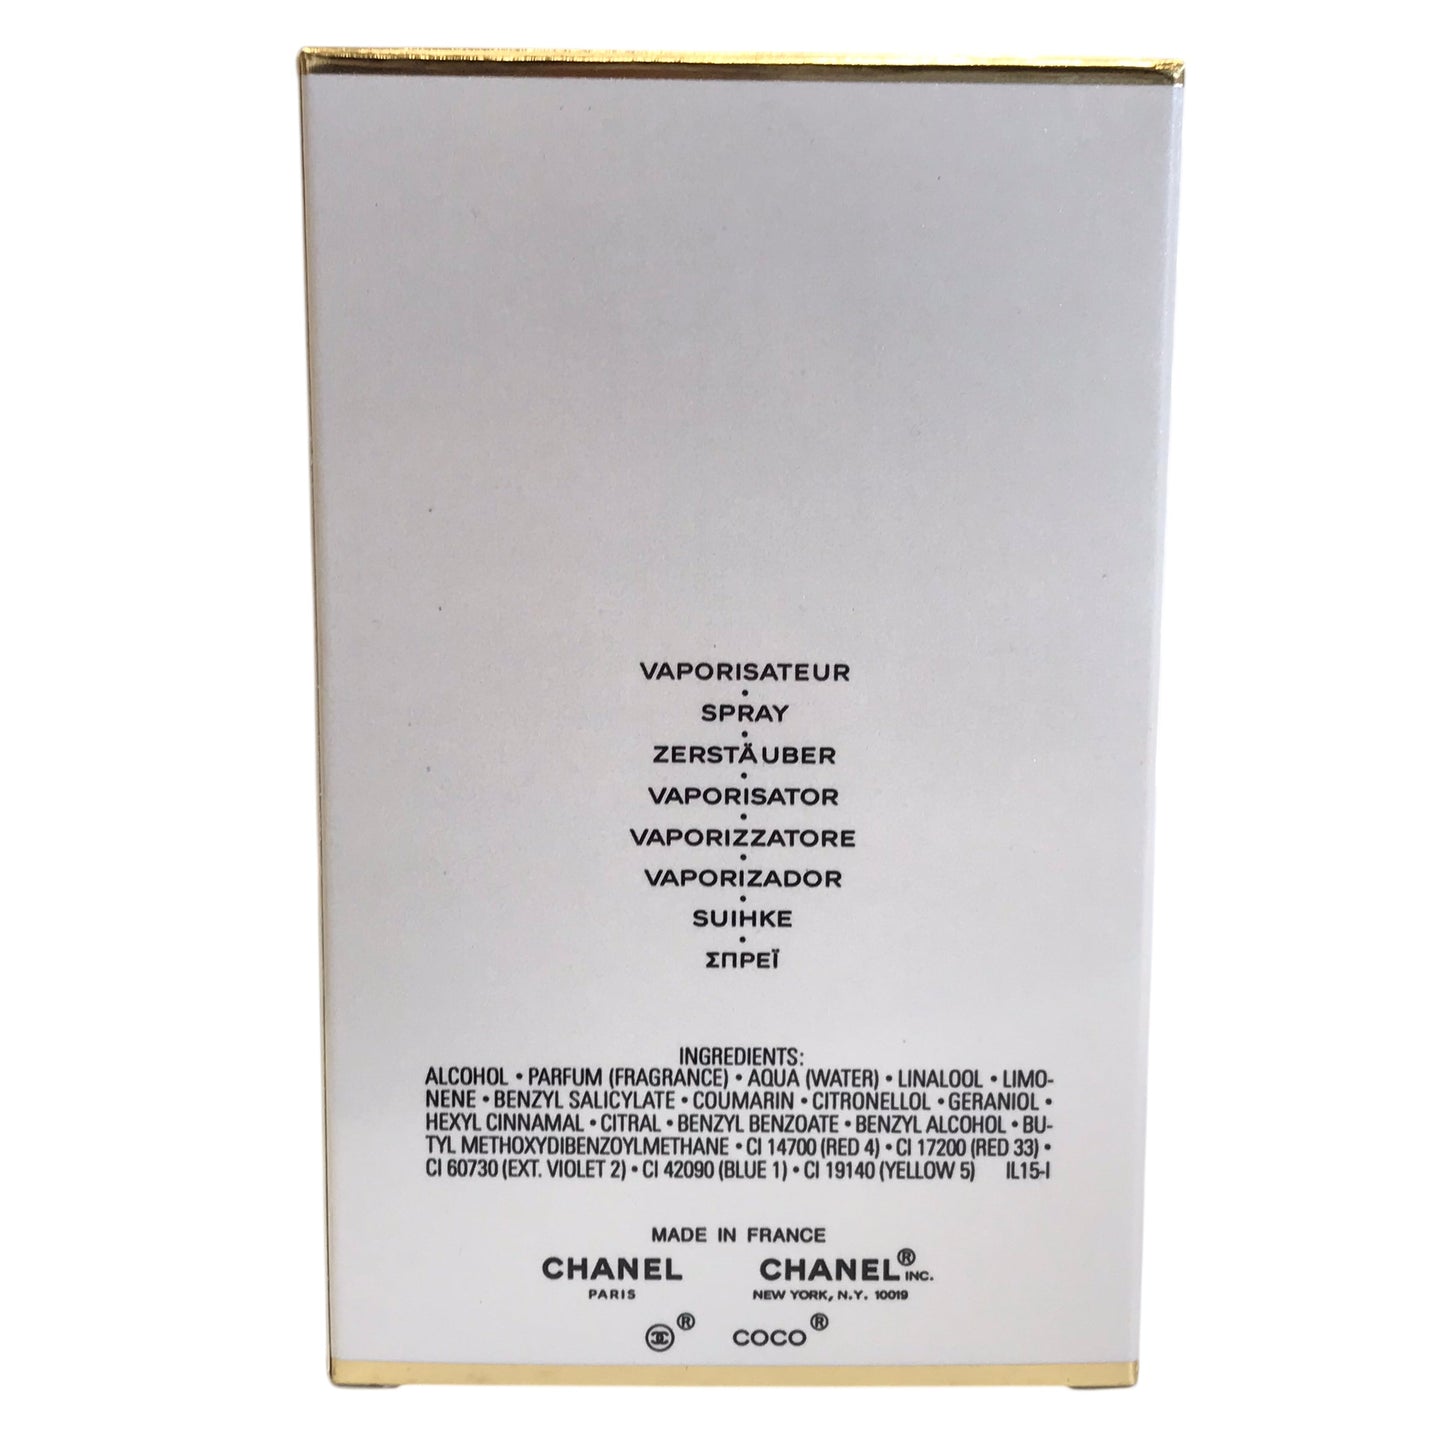 VAPORISATEUR
•
SPRAY
•
ZERSTÄUBER
•
VAPORISATOR
•
VAPORIZZATORE
•
VAPORIZADOR
•
SUIHKE
•
ΣΠΡΕΪ
INGREDIENTS:
ALCOHOL • PARFUM (FRAGRANCE) • AQUA (WATER) • LINALOOL • LIMO-
NENE • BENZYL SALICYLATE • COUMARIN • CITRONELLOL • GERANIOL •
HEXYL CINNAMAL • CITRAL • BENZYL BENZOATE • BENZYL ALCOHOL • BU-
TYL METHOXYDIBENZOYLMETHANE • CI 14700 (RED 4) • CI 17200 (RED 33) •
CI 60730 (EXT. VIOLET 2) • CI 42090 (BLUE 1) • CI 19140 (YELLOW 5) IL15-I
MADE IN FRANCE
CHANEL CHANEL® INC.
PARIS NEW YORK, N.Y. 10019
® COCO®